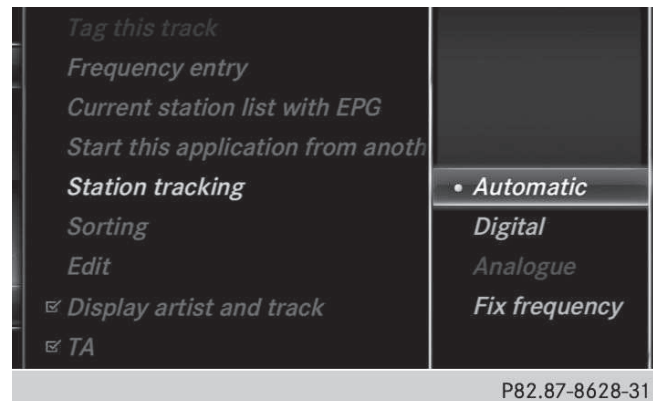 Tag this track
Frequency entry
Current station list with EPG
Start this application from anoth
Station tracking
Sorting
Edit
Display artist and track
TA
Automatic
Digital
Analogue
Fix frequency
P82.87-8628-31